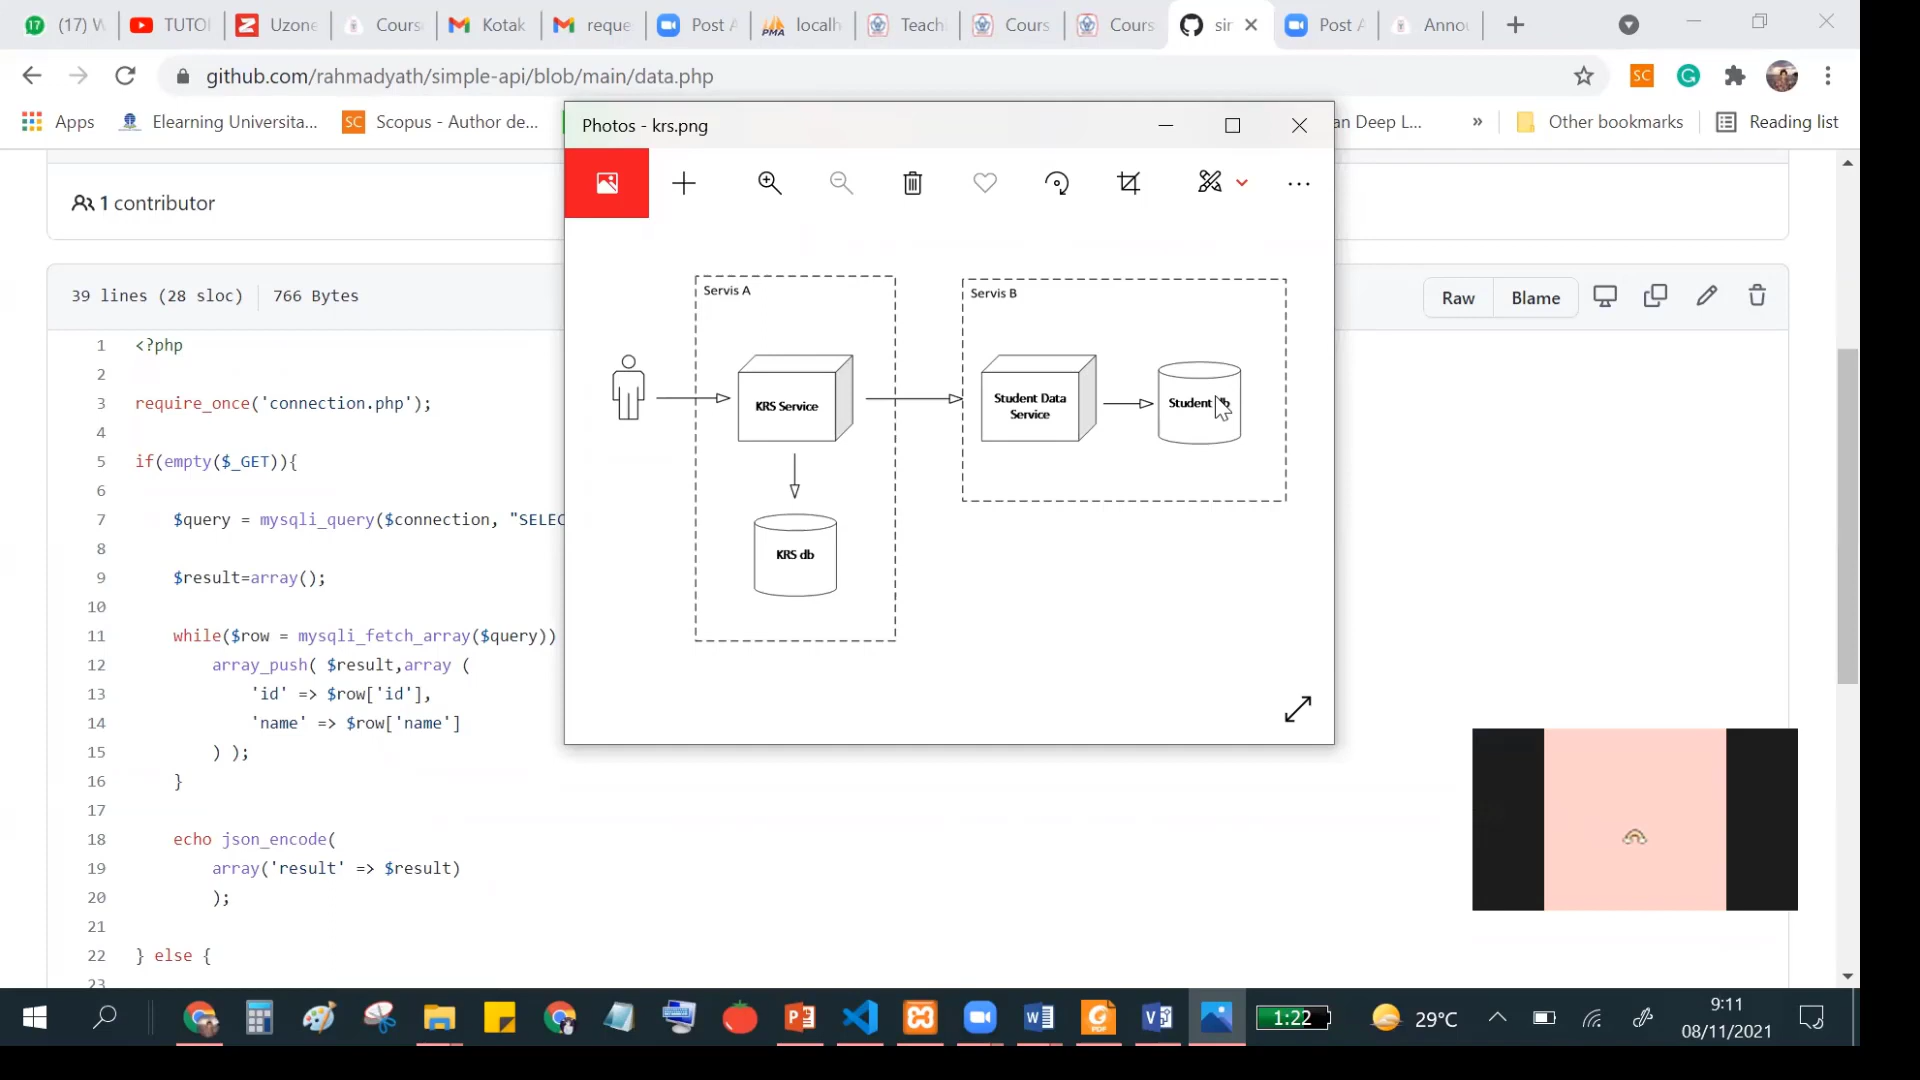 (17) W
TUTO
Uzone
Cours
Kotak
reque
Post A
localh
Teach
Cours
Cours
sir
Post A
Annou
github.com/rahmadyath/simple-api/blob/main/data.php
Apps
Elearning Universita...
Scopus - Author de...
an Deep L...
»
Other bookmarks
Reading list
1 contributor
39 lines (28 sloc)
766 Bytes
Raw
Blame
1 <?php
2
3 require_once('connection.php');
4
5 if(empty($_GET)){
6
7 $query = mysqli_query($connection, "SELEC
8
9 $result=array();
10
11 while($row = mysqli_fetch_array($query))
12 array_push( $result,array (
13 'id' => $row['id'],
14 'name' => $row['name']
15 ) );
16 }
17
18 echo json_encode(
19 array('result' => $result)
20 );
21
22 } else {
23
Photos - krs.png
Servis A
KRS Service
KRS db
Servis B
Student Data
Service
Student
1:22
29°C
9:11
08/11/2021